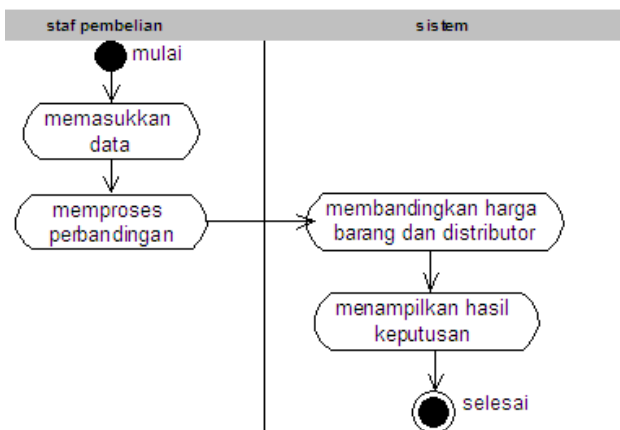 staf pembelian
sistem
mulai
memasukkan
data
memproses
perbandingan
membandingkan harga
barang dan distributor
menampilkan hasil
keputusan
selesai